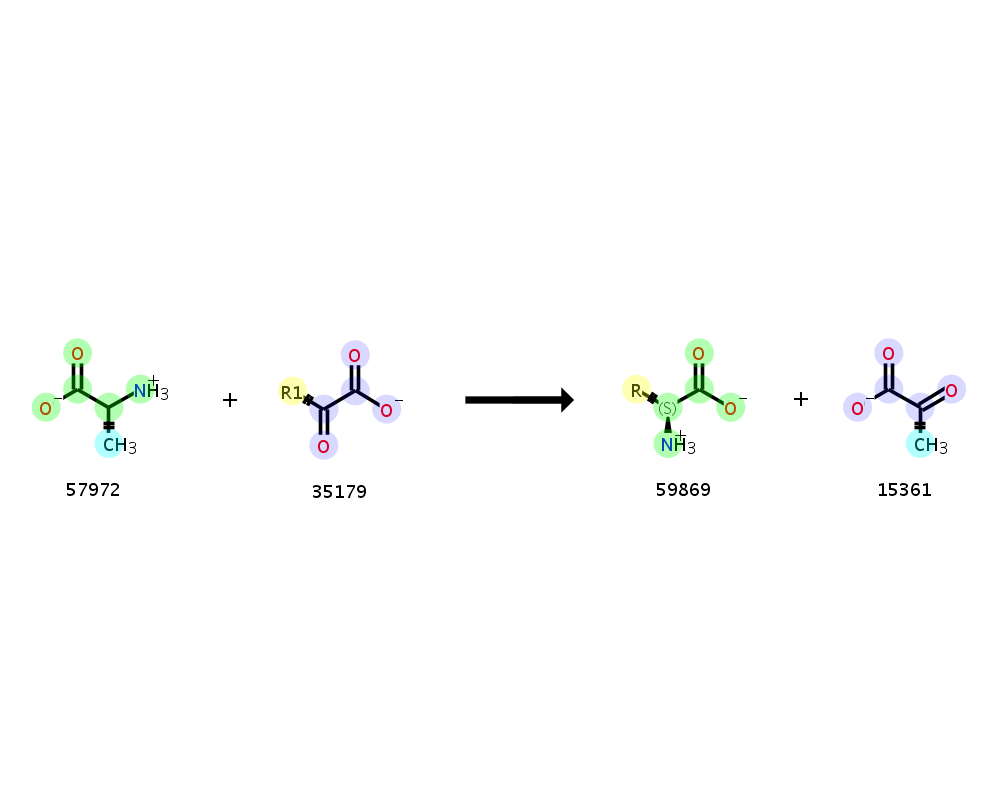 O O O O
O⁻ NH₃⁺ + R1 O⁻ R (S) O⁻ + O⁻ O
CH₃ O NH₃⁺ CH₃
57972 35179 59869 15361